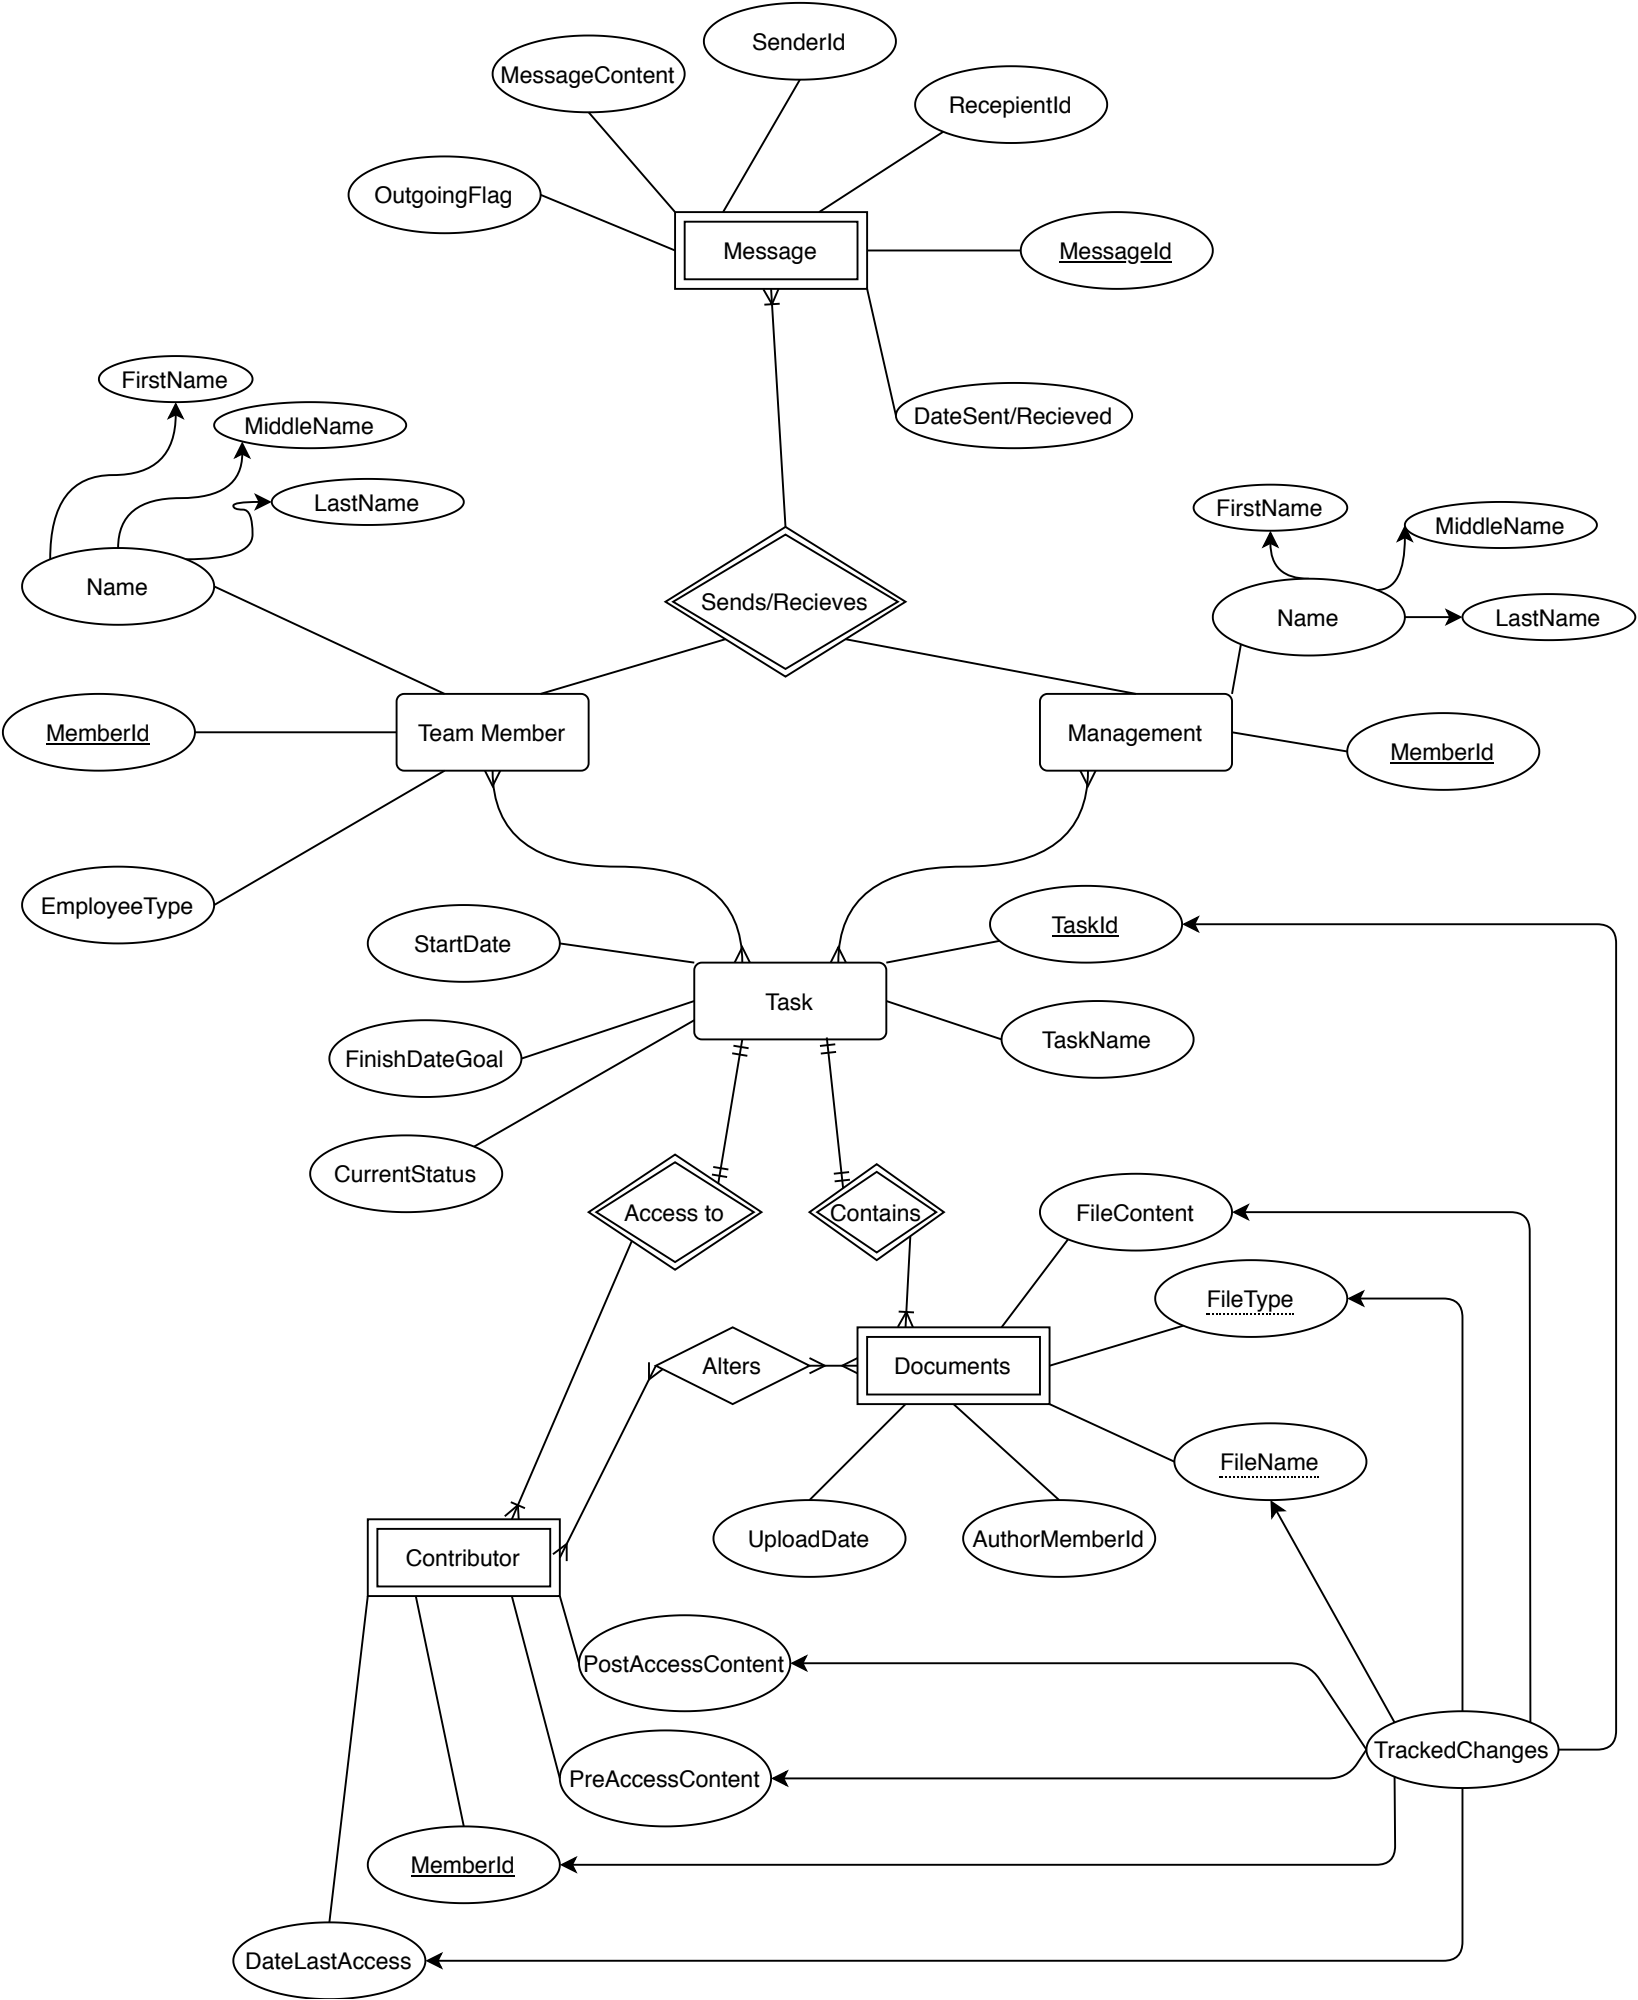 SenderId
MessageContent
RecepientId
OutgoingFlag
Message
MessageId
FirstName
DateSent/Recieved
MiddleName
LastName
FirstName
MiddleName
Name
Sends/Recieves
Name
LastName
MemberId
Team Member
Management
MemberId
EmployeeType
StartDate
TaskId
Task
FinishDateGoal
TaskName
CurrentStatus
Access to
Contains
FileContent
FileType
Alters
Documents
FileName
UploadDate
AuthorMemberId
Contributor
PostAccessContent
TrackedChanges
PreAccessContent
MemberId
DateLastAccess